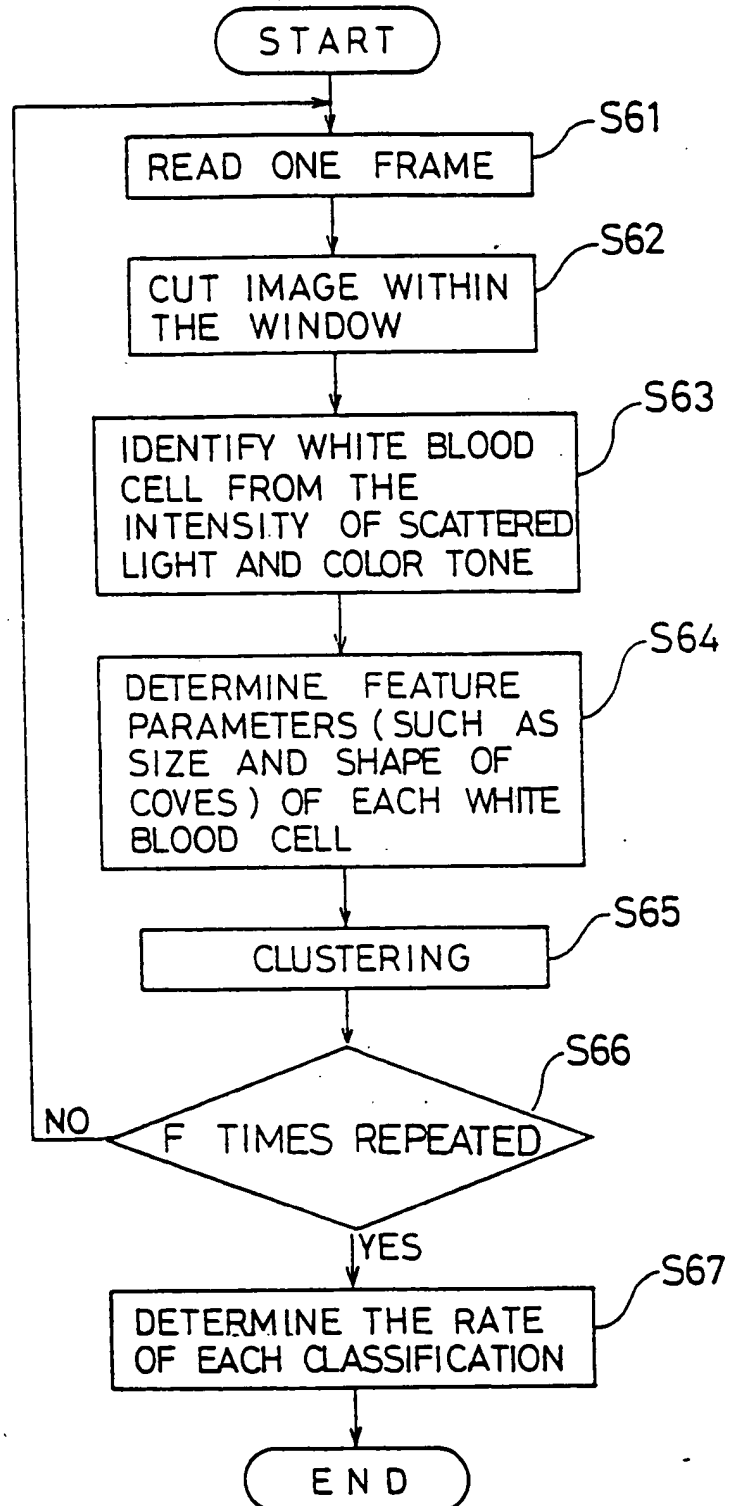 START
S61
READ ONE FRAME
S62
CUT IMAGE WITHIN
THE WINDOW
S63
IDENTIFY WHITE BLOOD
CELL FROM THE
INTENSITY OF SCATTERED
LIGHT AND COLOR TONE
S64
DETERMINE FEATURE
PARAMETERS (SUCH AS
SIZE AND SHAPE OF
COVES) OF EACH WHITE
BLOOD CELL
S65
CLUSTERING
S66
NO
F TIMES REPEATED
YES
S67
DETERMINE THE RATE
OF EACH CLASSIFICATION
END